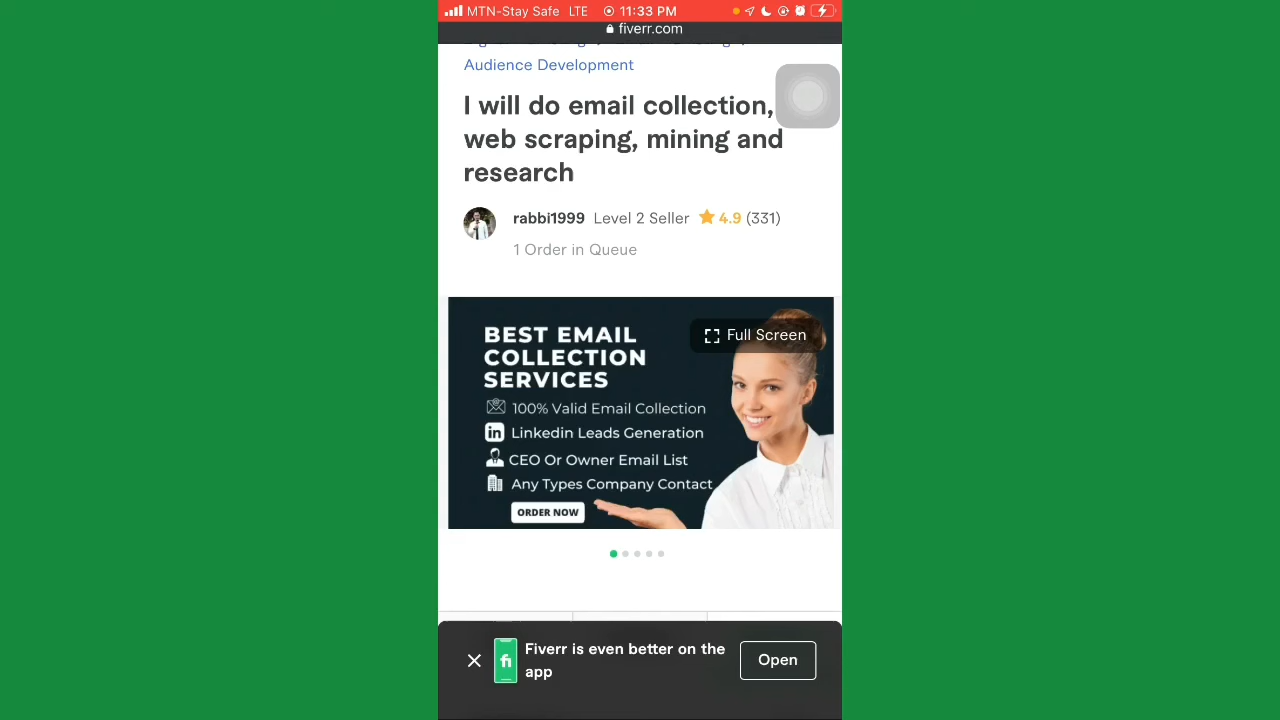 MTN-Stay Safe LTE 11:33 PM
fiverr.com
Audience Development
I will do email collection,
web scraping, mining and
research
rabbi1999 Level 2 Seller 4.9 (331)
1 Order in Queue
Full Screen
BEST EMAIL
COLLECTION
SERVICES
100% Valid Email Collection
in Linkedin Leads Generation
CEO Or Owner Email List
Any Types Company Contact
ORDER NOW
Fiverr is even better on the
app
fi
Open